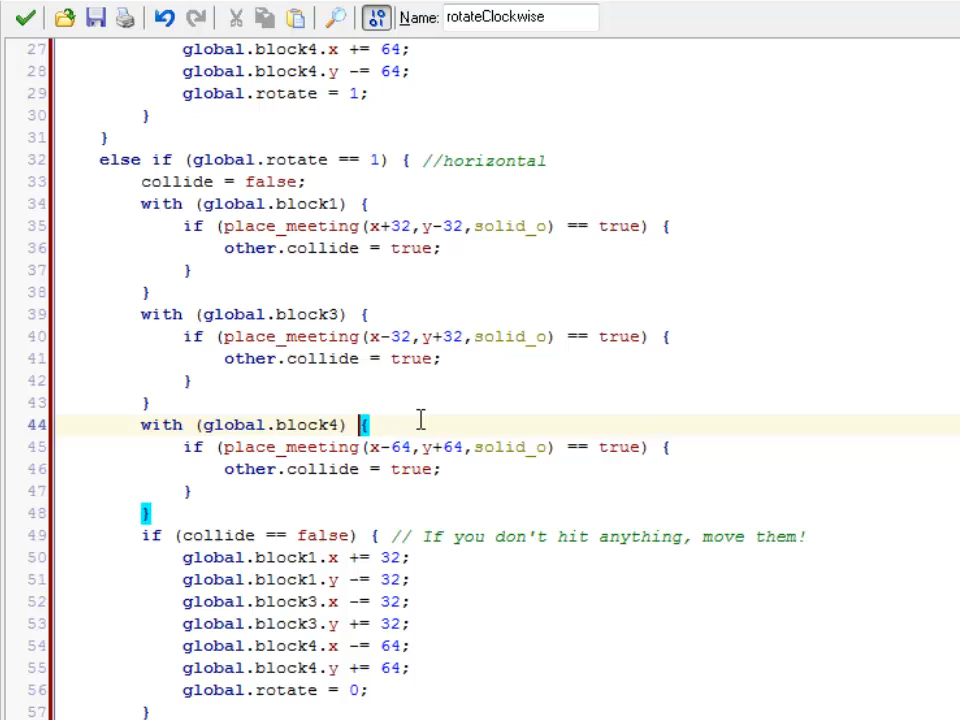 Name: rotateClockwise
27 global.block4.x += 64;
28 global.block4.y -= 64;
29 global.rotate = 1;
30 }
31 }
32 else if (global.rotate == 1) { //horizontal
33 collide = false;
34 with (global.block1) {
35 if (place_meeting(x+32,y-32,solid_o) == true) {
36 other.collide = true;
37 }
38 }
39 with (global.block3) {
40 if (place_meeting(x-32,y+32,solid_o) == true) {
41 other.collide = true;
42 }
43 }
44 with (global.block4) {
45 if (place_meeting(x-64,y+64,solid_o) == true) {
46 other.collide = true;
47 }
48 }
49 if (collide == false) { // If you don't hit anything, move them!
50 global.block1.x += 32;
51 global.block1.y -= 32;
52 global.block3.x -= 32;
53 global.block3.y += 32;
54 global.block4.x -= 64;
55 global.block4.y += 64;
56 global.rotate = 0;
57 }